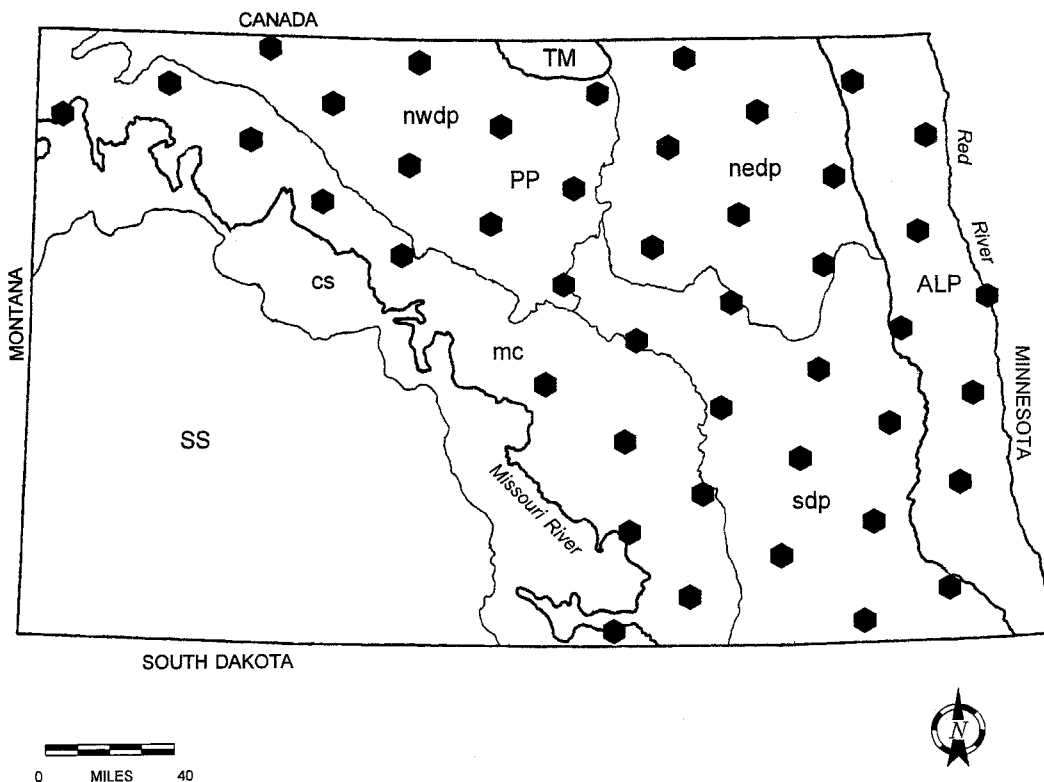 CANADA
TM
nwdp
PP
nedp
Red
River
ALP
cs
MONTANA
mc
MINNESOTA
SS
Missouri River
sdp
SOUTH DAKOTA
N
0 MILES 40